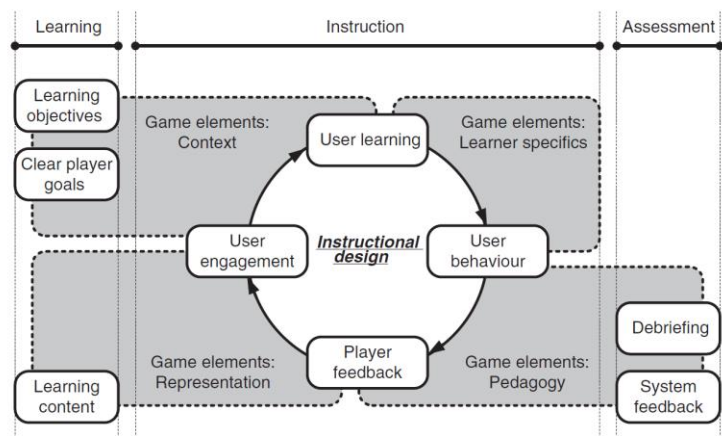 Learning
Instruction
Assessment
Learning
objectives
Clear player
goals
Game elements:
Context
User learning
Game elements:
Learner specifics
User
engagement
Instructional
design
User
behaviour
Learning
content
Game elements:
Representation
Player
feedback
Game elements:
Pedagogy
Debriefing
System
feedback